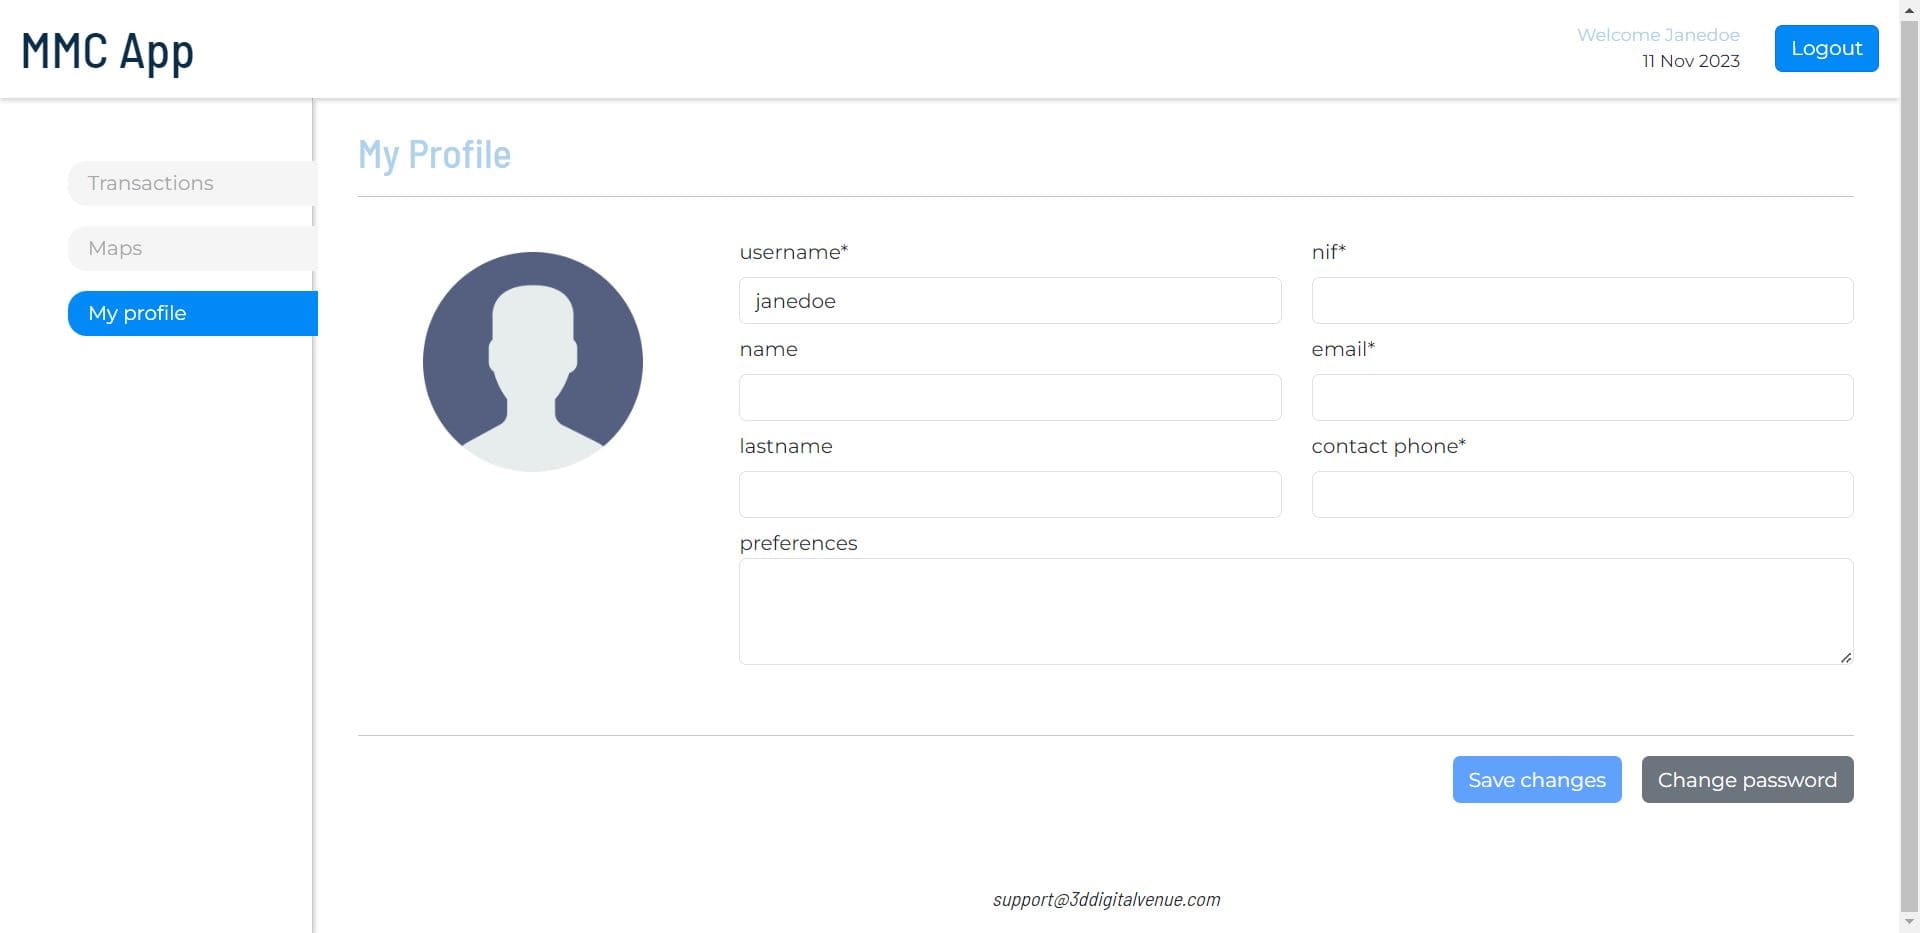 MMC App
Welcome Janedoe
11 Nov 2023
Logout
Transactions
Maps
My profile
My Profile
username*
nif*
janedoe
name
email*
lastname
contact phone*
preferences
Save changes
Change password
support@3ddigitalvenue.com